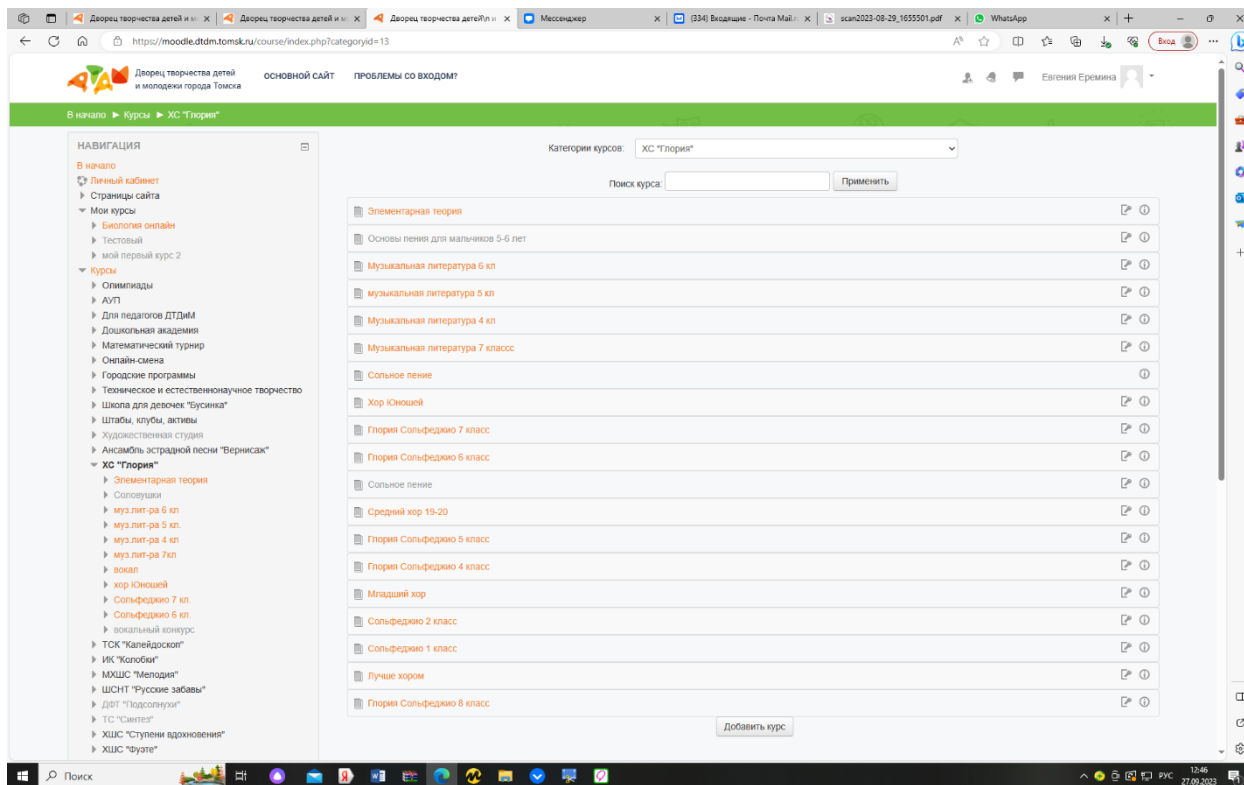 Дворец творчества детей и м
Дворец творчества детей и м
Дворец творчества детей\n и
Мессенджер
(334) Входящие - Почта Mail.r
scan2023-08-29_1655501.pdf
WhatsApp
https://moodle.dtdm.tomsk.ru/course/index.php?categoryid=13
Вход
Дворец творчества детей
и молодежи города Томска
ОСНОВНОЙ САЙТ
ПРОБЛЕМЫ СО ВХОДОМ?
Евгения Еремина
В начало ► Курсы ► ХС "Глория"
НАВИГАЦИЯ
В начало
Личный кабинет
Страницы сайта
Мои курсы
Биология онлайн
Тестовый
мой первый курс 2
Курсы
Олимпиады
АУП
Для педагогов ДТДиМ
Дошкольная академия
Математический турнир
Онлайн-смена
Городские программы
Техническое и естественнонаучное творчество
Школа для девочек "Бусинка"
Штабы, клубы, активы
Художественная студия
Ансамбль эстрадной песни "Вернисаж"
ХС "Глория"
Элементарная теория
Соловушки
муз.лит-ра 6 кл
муз.лит-ра 5 кл.
муз.лит-ра 4 кл
муз.лит-ра 7кл
вокал
хор Юношей
Сольфеджио 7 кл.
Сольфеджио 6 кл.
вокальный конкурс
ТСК "Калейдоскоп"
ИК "Колобки"
МХШС "Мелодия"
ШСНТ "Русские забавы"
ДФТ "Подсолнухи"
ТС "Синтез"
ХШС "Ступени вдохновения"
ХШС "Фуэте"
Категории курсов:
ХС "Глория"
Поиск курса:
Применить
Элементарная теория
Основы пения для мальчиков 5-6 лет
Музыкальная литература 6 кл
музыкальная литература 5 кл
Музыкальная литература 4 кл
Музыкальная литература 7 класcс
Сольное пение
Хор Юношей
Глория Сольфеджио 7 класс
Глория Сольфеджио 6 класс
Сольное пение
Средний хор 19-20
Глория Сольфеджио 5 класс
Глория Сольфеджио 4 класс
Младший хор
Сольфеджио 2 класс
Сольфеджио 1 класс
Лучше хором
Глория Сольфеджио 8 класс
Добавить курс
Поиск
РУС
12:46
27.09.2023